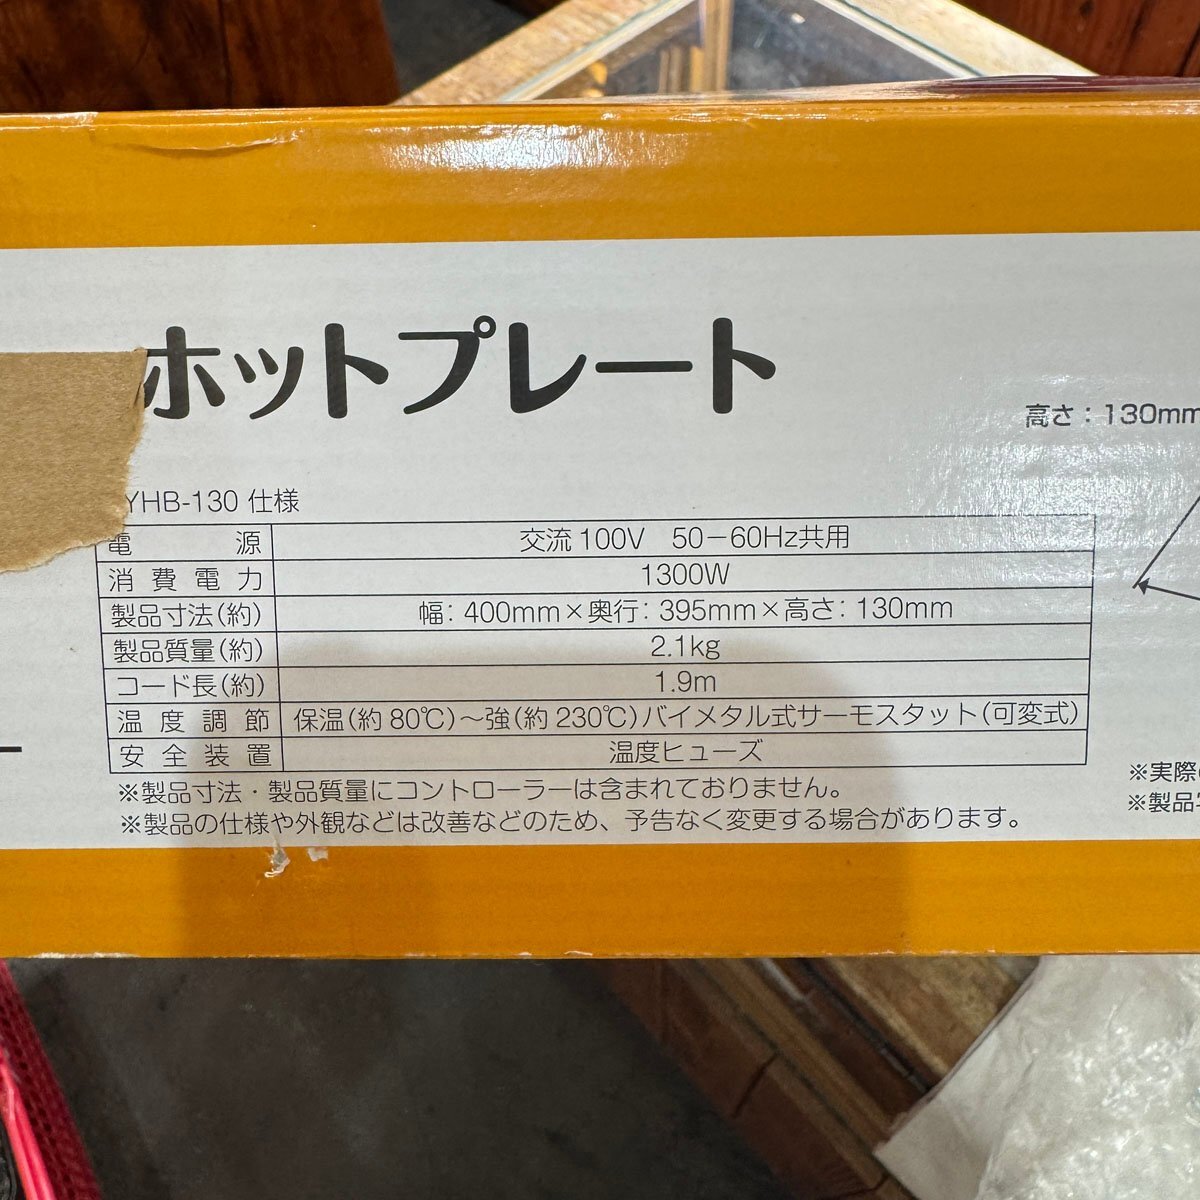 ホットプレート
高さ：130mm
YHB-130 仕様
電源 交流100V 50－60Hz共用
消費電力 1300W
製品寸法(約) 幅：400mm×奥行：395mm×高さ：130mm
製品質量(約) 2.1kg
コード長(約) 1.9m
温度調節 保温(約80℃)～強(約230℃)バイメタル式サーモスタット(可変式)
安全装置 温度ヒューズ
※製品寸法・製品質量にコントローラーは含まれておりません。
※製品の仕様や外観などは改善などのため、予告なく変更する場合があります。
※実際
※製品